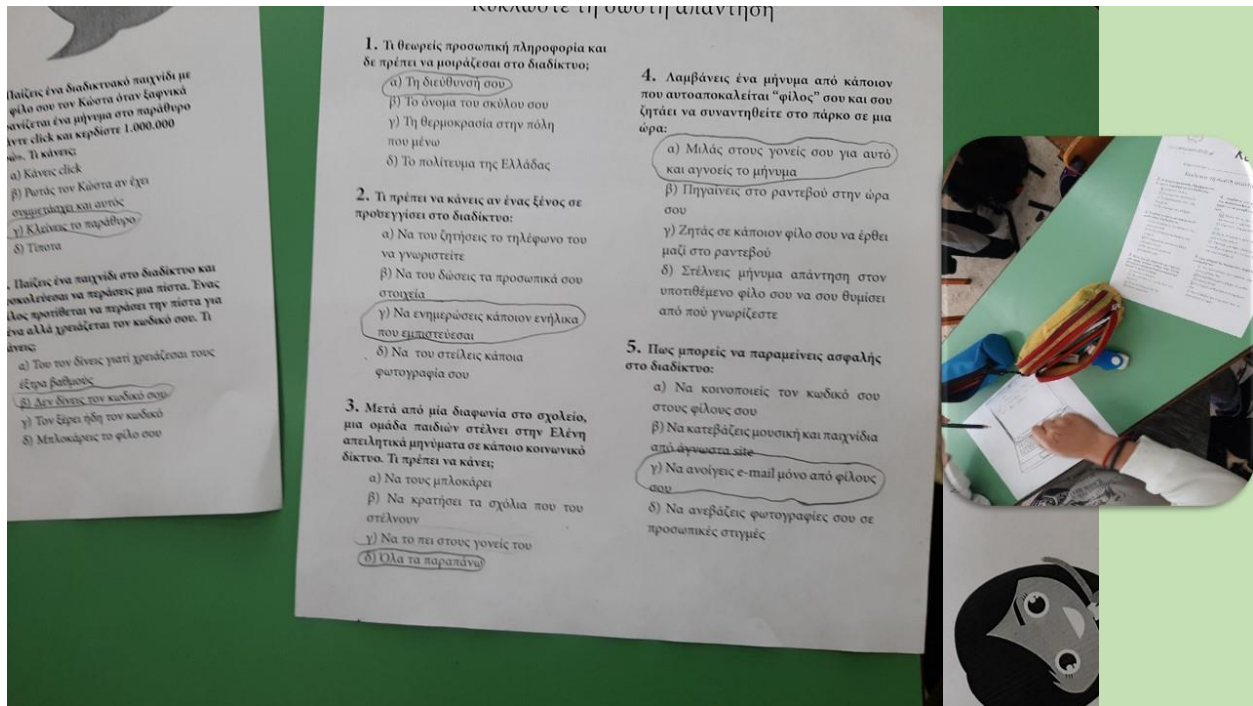 Παίζεις ένα διαδικτυακό παιχνίδι με
φίλο σου τον Κώστα όταν ξαφνικά
ένα μήνυμα στο παράθυρο
click και κερδίστε 1.000.000
Τι κάνεις;
α) Κάνεις click
β) Ρωτάς τον Κώστα αν έχει
συμμετάσχει και αυτός
γ) Κλείνεις το παράθυρο
δ) Τίποτα
Παίζεις ένα παιχνίδι στο διαδικτυο και
να περάσεις μια πίστα. Ένας
προτίθεται να περάσει την πίστα για
αλλά χρειάζεται τον κωδικό σου. Τι
α) Του τον δίνεις γιατί χρειάζεσαι τους
έξτρα βαθμούς
β) Δεν δίνεις τον κωδικό σου
γ) Τον ξέρει ήδη τον κωδικό
δ) Μπλοκάρεις το φίλο σου
Κυκλώστε τη σωστή απάντηση
1. Τι θεωρείς προσωπική πληροφορία και
δε πρέπει να μοιράζεσαι στο διαδίκτυο;
α) Τη διεύθυνσή σου
β) Το όνομα του σκύλου σου
γ) Τη θερμοκρασία στην πόλη
που μένω
δ) Το πολίτευμα της Ελλάδας
2. Τι πρέπει να κάνεις αν ένας ξένος σε
προσεγγίσει στο διαδίκτυο:
α) Να του ζητήσεις το τηλέφωνο του
να γνωριστείτε
β) Να του δώσεις τα προσωπικά σου
στοιχεία
γ) Να ενημερώσεις κάποιον ενήλικα
που εμπιστεύεσαι
δ) Να του στείλεις κάποια
φωτογραφία σου
3. Μετά από μία διαφωνία στο σχολείο,
μια ομάδα παιδιών στέλνει στην Ελένη
απειλητικά μηνύματα σε κάποιο κοινωνικό
δίκτυο. Τι πρέπει να κάνει;
α) Να τους μπλοκάρει
β) Να κρατήσει τα σχόλια που του
στέλνουν
γ) Να το πει στους γονείς του
δ) Όλα τα παραπάνω
4. Λαμβάνεις ένα μήνυμα από κάποιον
που αυτοαποκαλείται "φίλος" σου και σου
ζητάει να συναντηθείτε στο πάρκο σε μια
ώρα:
α) Μιλάς στους γονείς σου για αυτό
και αγνοείς το μήνυμα
β) Πηγαίνεις στο ραντεβού στην ώρα
σου
γ) Ζητάς σε κάποιον φίλο σου να έρθει
μαζί στο ραντεβού
δ) Στέλνεις μήνυμα απάντηση στον
υποτιθέμενο φίλο σου να σου θυμίσει
από πού γνωρίζεστε
5. Πως μπορείς να παραμείνεις ασφαλής
στο διαδίκτυο:
α) Να κοινοποιείς τον κωδικό σου
στους φίλους σου
β) Να κατεβάζεις μουσική και παιχνίδια
από άγνωστα site
γ) Να ανοίγεις e-mail μόνο από φίλους
σου
δ) Να ανεβάζεις φωτογραφίες σου σε
προσωπικές στιγμές